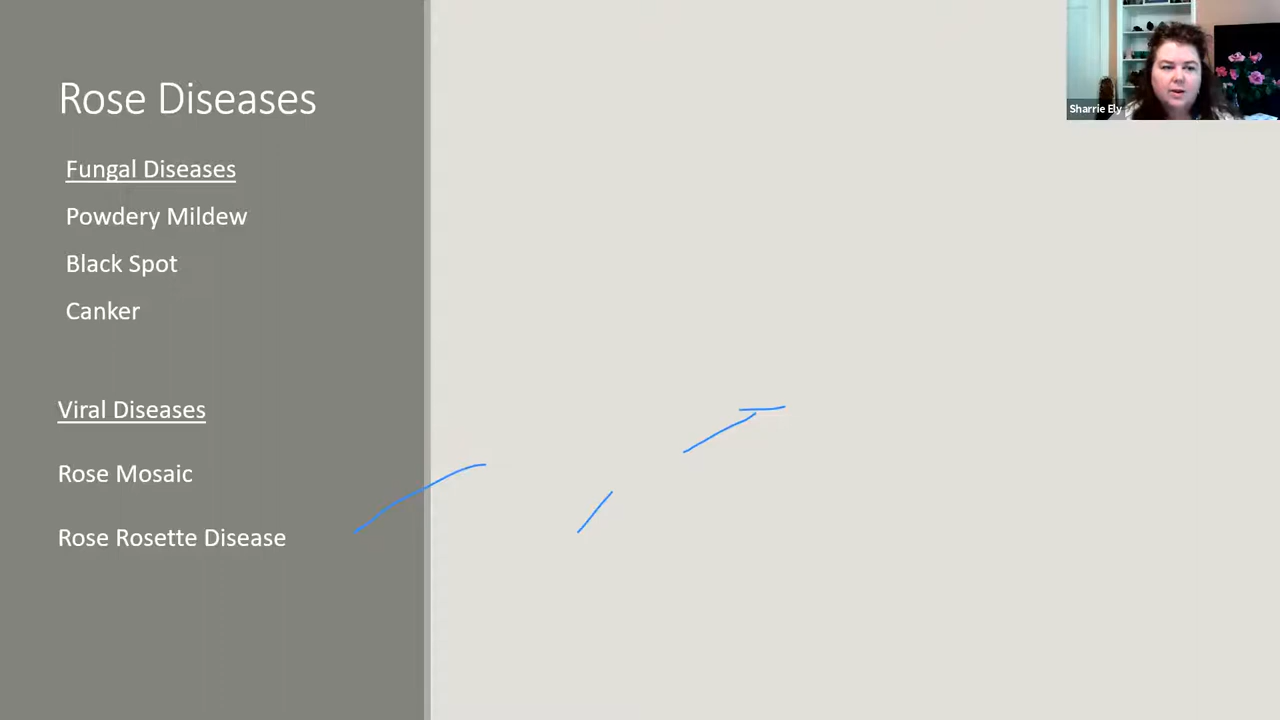 Rose Diseases
Fungal Diseases
Powdery Mildew
Black Spot
Canker
Viral Diseases
Rose Mosaic
Rose Rosette Disease
Sharrie Ely